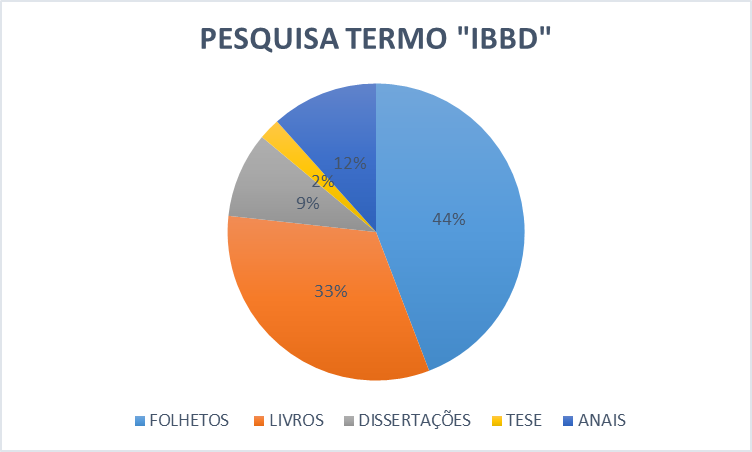 PESQUISA TERMO "IBBD"
12%
2%
9%
44%
33%
FOLHETOS LIVROS DISSERTAÇÕES TESE ANAIS